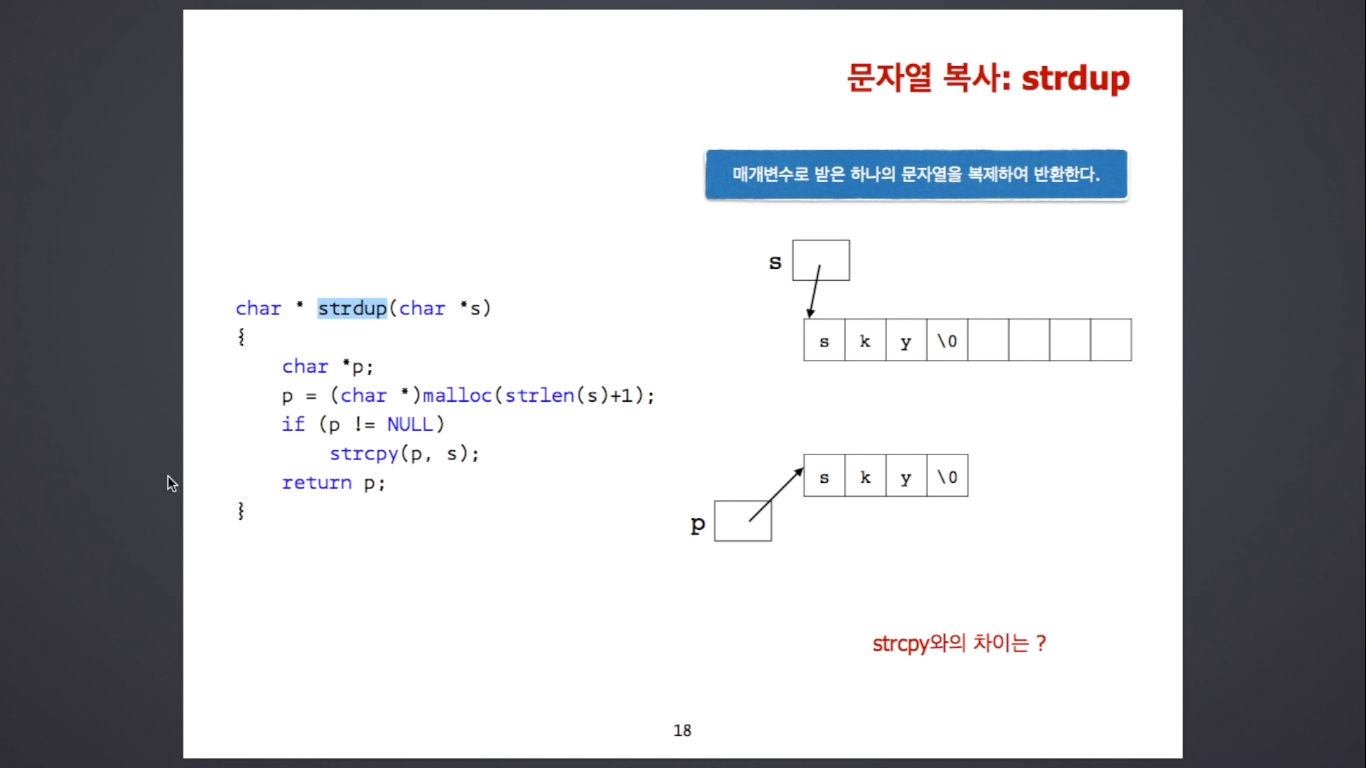 문자열 복사: strdup
매개변수로 받은 하나의 문자열을 복제하여 반환한다.
char * strdup(char *s)
{
    char *p;
    p = (char *)malloc(strlen(s)+1);
    if (p != NULL)
        strcpy(p, s);
    return p;
}
s
s k y \0
s k y \0
p
strcpy와의 차이는 ?
18